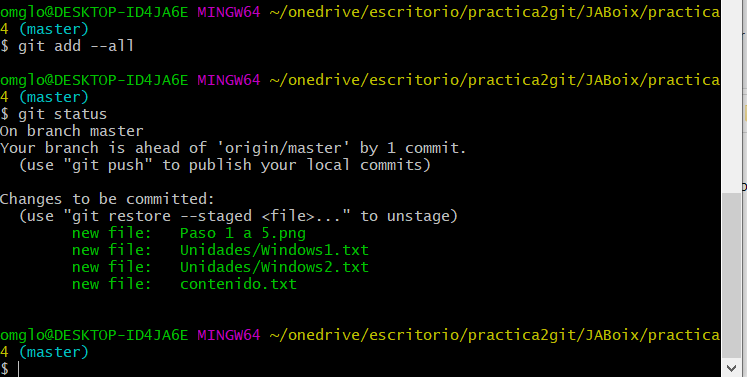 omglo@DESKTOP-ID4JA6E MINGW64 ~/onedrive/escritorio/practica2git/JABoix/practica
4 (master)
$ git add --all
omglo@DESKTOP-ID4JA6E MINGW64 ~/onedrive/escritorio/practica2git/JABoix/practica
4 (master)
$ git status
On branch master
Your branch is ahead of 'origin/master' by 1 commit.
  (use "git push" to publish your local commits)
Changes to be committed:
  (use "git restore --staged <file>..." to unstage)
        new file:   Paso 1 a 5.png
        new file:   Unidades/Windows1.txt
        new file:   Unidades/Windows2.txt
        new file:   contenido.txt
omglo@DESKTOP-ID4JA6E MINGW64 ~/onedrive/escritorio/practica2git/JABoix/practica
4 (master)
$